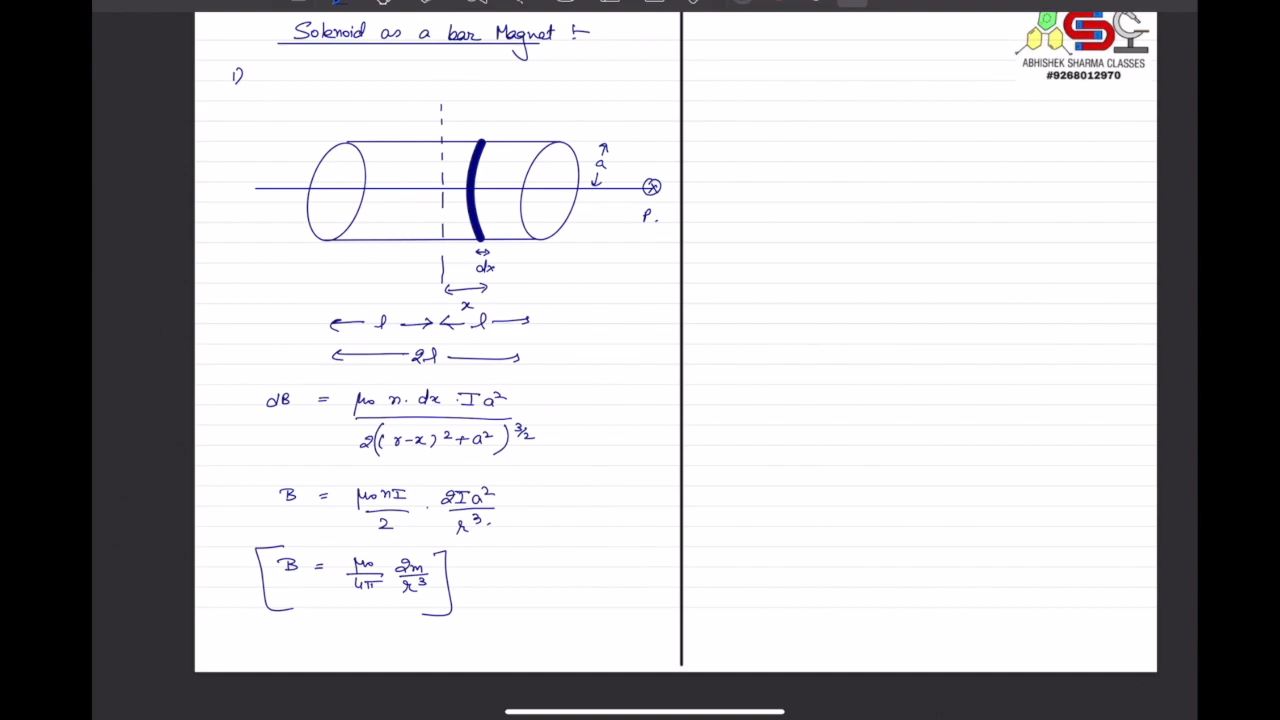 Solenoid as a bar Magnet :-
ABHISHEK SHARMA CLASSES
#9268012970
1)
a
P.
dx
x
l l
2l
dB = μ₀ n. dx . I a² / 2((r-x)² + a²)^3/2
B = μ₀nI / 2 . 2Ia² / r³.
[B = μ₀/4π 2m/r³]